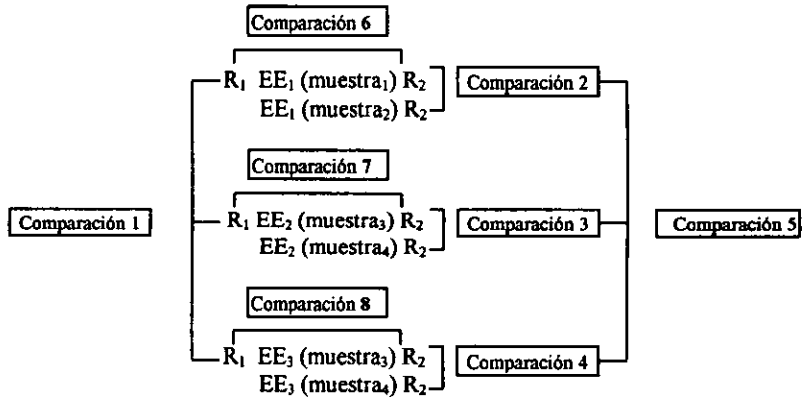 Comparación 6
R₁ EE₁ (muestra₁) R₂
EE₁ (muestra₂) R₂
Comparación 2
Comparación 7
Comparación 1
R₁ EE₂ (muestra₃) R₂
EE₂ (muestra₄) R₂
Comparación 3
Comparación 5
Comparación 8
R₁ EE₃ (muestra₃) R₂
EE₃ (muestra₄) R₂
Comparación 4